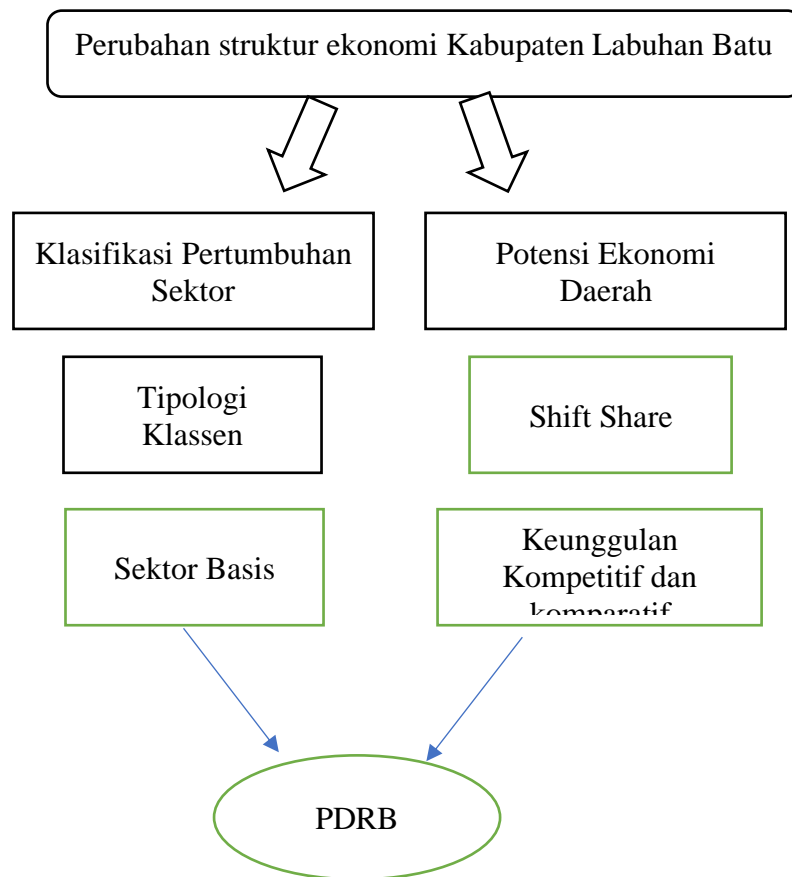 Perubahan struktur ekonomi Kabupaten Labuhan Batu
Klasifikasi Pertumbuhan
Sektor
Potensi Ekonomi
Daerah
Tipologi
Klassen
Shift Share
Sektor Basis
Keunggulan
Kompetitif dan
komparatif
PDRB